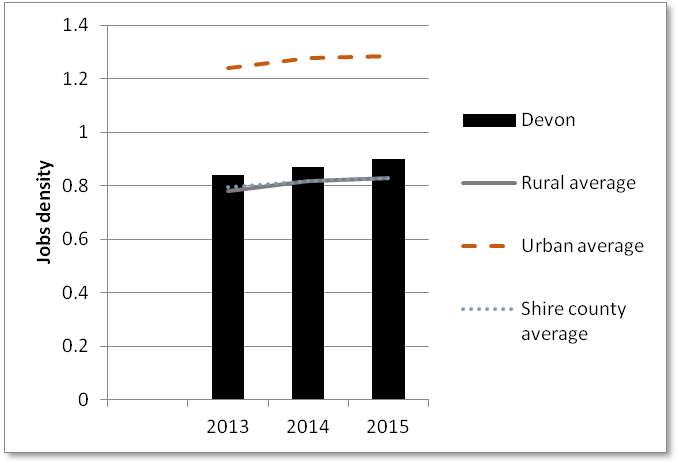 1.4
1.2
1
0.8
0.6
0.4
0.2
0
Jobs density
2013 2014 2015
Devon
Rural average
Urban average
Shire county
average